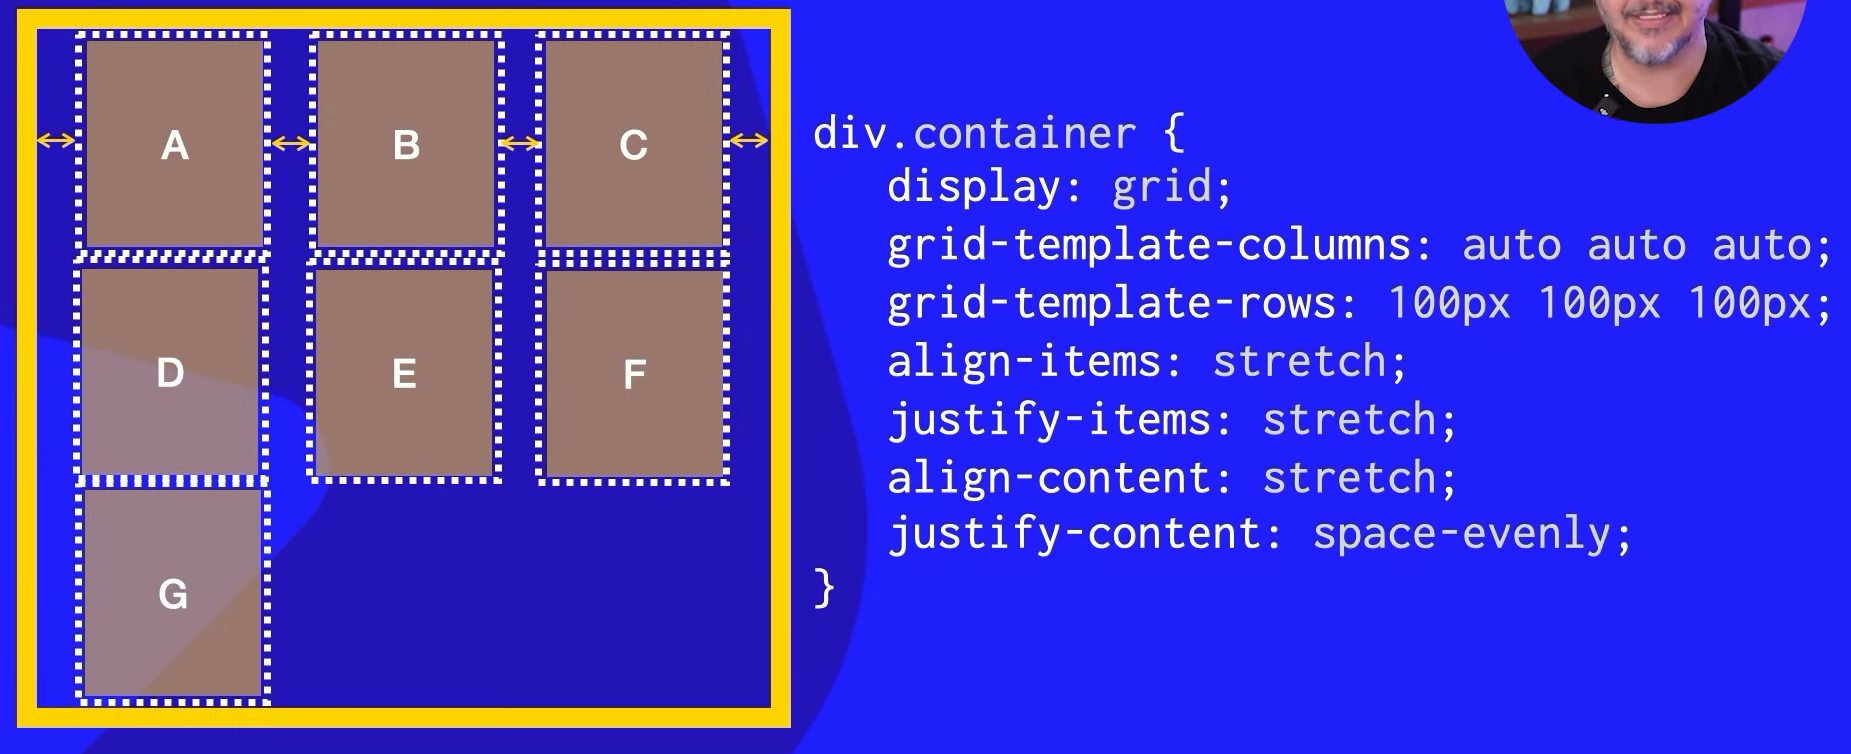 A B C
D E F
G
div.container {
display: grid;
grid-template-columns: auto auto auto;
grid-template-rows: 100px 100px 100px;
align-items: stretch;
justify-items: stretch;
align-content: stretch;
justify-content: space-evenly;
}